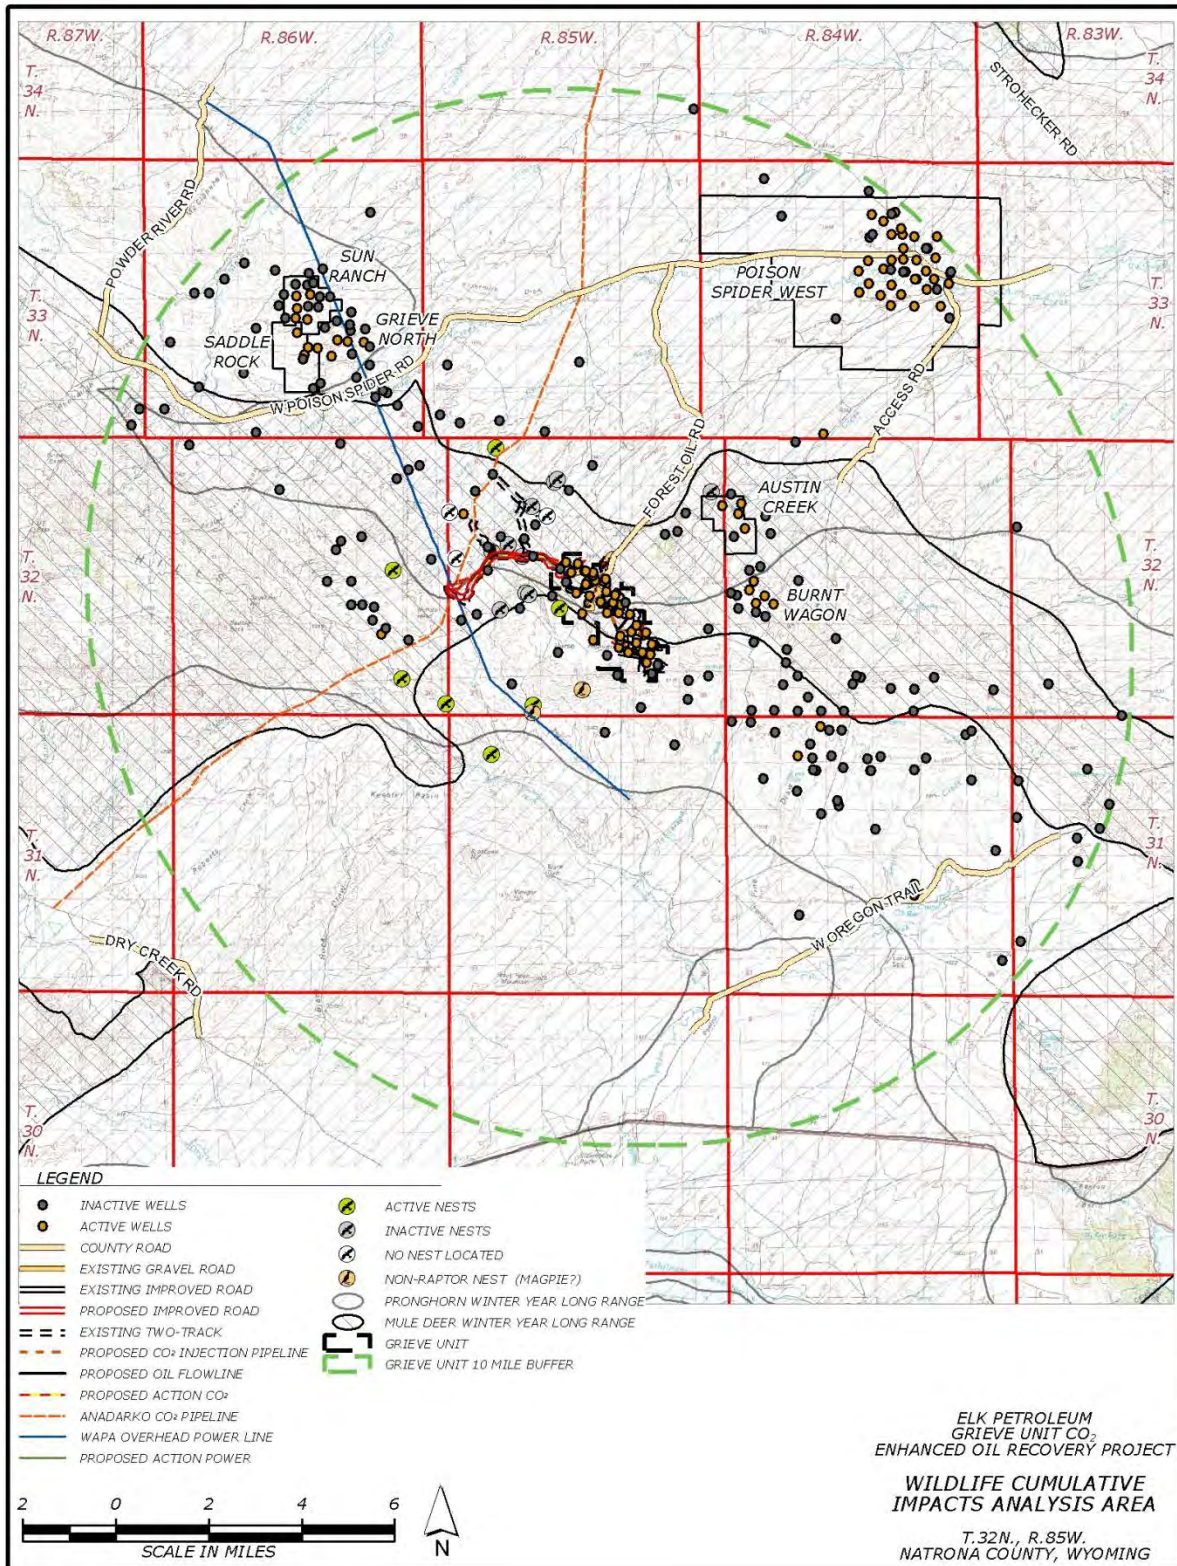 R.87W.
R.86W.
R.85W.
R.84W.
R.83W.
T.
34
N.
T.
34
N.
STROHECKER RD
POWDER RIVER RD
SUN
RANCH
POISON
SPIDER WEST
T.
33
N.
T.
33
N.
GRIEVE
NORTH
SADDLE
ROCK
W POISON SPIDER RD
ACCESS RD
FOREST OIL RD
AUSTIN
CREEK
T.
32
N.
T.
32
N.
BURNT
WAGON
T.
31
N.
T.
31
N.
W OREGON TRAIL
DRY CREEK RD
T.
30
N.
T.
30
N.
LEGEND
INACTIVE WELLS
ACTIVE WELLS
COUNTY ROAD
EXISTING GRAVEL ROAD
EXISTING IMPROVED ROAD
PROPOSED IMPROVED ROAD
EXISTING TWO-TRACK
PROPOSED CO₂ INJECTION PIPELINE
PROPOSED OIL FLOWLINE
PROPOSED ACTION CO₂
ANADARKO CO₂ PIPELINE
WAPA OVERHEAD POWER LINE
PROPOSED ACTION POWER
ACTIVE NESTS
INACTIVE NESTS
NO NEST LOCATED
NON-RAPTOR NEST (MAGPIE?)
PRONGHORN WINTER YEAR LONG RANGE
MULE DEER WINTER YEAR LONG RANGE
GRIEVE UNIT
GRIEVE UNIT 10 MILE BUFFER
2 0 2 4 6
SCALE IN MILES
N
ELK PETROLEUM
GRIEVE UNIT CO₂
ENHANCED OIL RECOVERY PROJECT
WILDLIFE CUMULATIVE
IMPACTS ANALYSIS AREA
T.32N., R.85W.
NATRONA COUNTY, WYOMING